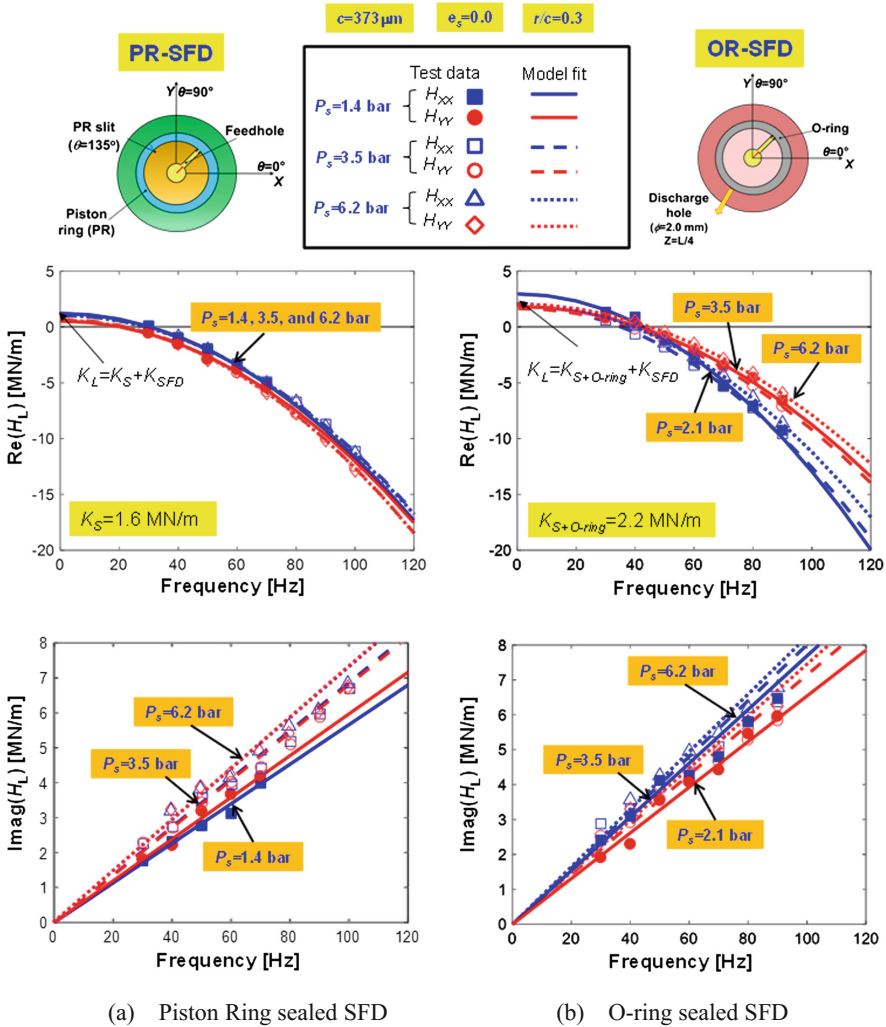 c=373μm e_s=0.0 r/c=0.3
PR-SFD
OR-SFD
Y θ=90°
PR slit
(θ=135°)
Feedhole
θ=0°
X
Piston
ring (PR)
Test data Model fit
P_s=1.4 bar { H_XX
H_YY
P_s=3.5 bar { H_XX
H_YY
P_s=6.2 bar { H_XX
H_YY
Y θ=90°
O-ring
θ=0°
X
Discharge
hole
(ϕ=2.0 mm)
Z=L/4
Re(H_L) [MN/m]
5
0
-5
-10
-15
-20
0 20 40 60 80 100 120
Frequency [Hz]
P_s=1.4, 3.5, and 6.2 bar
K_L=K_S+K_SFD
K_S=1.6 MN/m
Re(H_L) [MN/m]
5
0
-5
-10
-15
-20
0 20 40 60 80 100 120
Frequency [Hz]
P_s=3.5 bar
P_s=6.2 bar
K_L=K_S+O-ring+K_SFD
P_s=2.1 bar
K_S+O-ring=2.2 MN/m
Imag(H_L) [MN/m]
8
7
6
5
4
3
2
1
0
0 20 40 60 80 100 120
Frequency [Hz]
P_s=6.2 bar
P_s=3.5 bar
P_s=1.4 bar
Imag(H_L) [MN/m]
8
7
6
5
4
3
2
1
0
0 20 40 60 80 100 120
Frequency [Hz]
P_s=6.2 bar
P_s=3.5 bar
P_s=2.1 bar
(a) Piston Ring sealed SFD
(b) O-ring sealed SFD